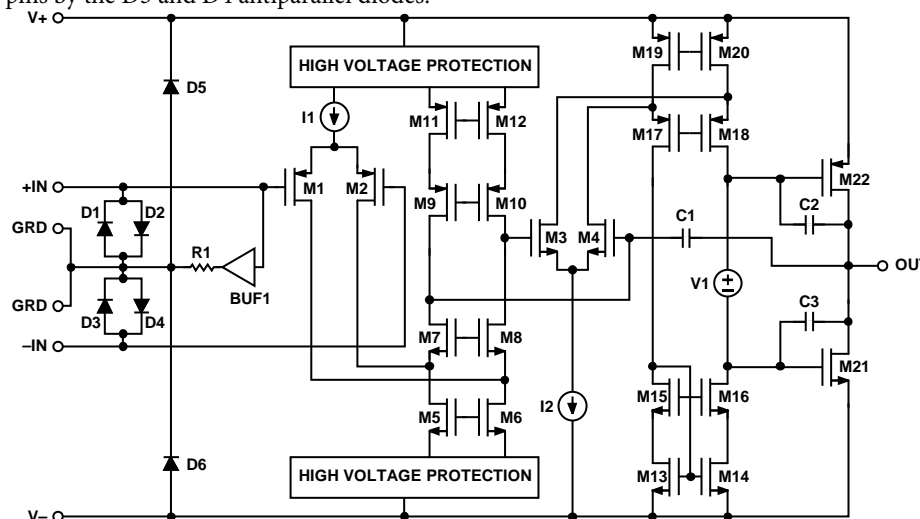 pins by the D3 and D4 antiparallel diodes.
V+
M19 M20
HIGH VOLTAGE PROTECTION
D5
I1
M11 M12
M17 M18
+IN
M1 M2
M22
D1 D2
M9 M10
C2
GRD
M3 M4
C1
R1
OUT
BUF1
V1
GRD
C3
D3 D4
M7 M8
–IN
M21
M5 M6
I2
M15 M16
D6
HIGH VOLTAGE PROTECTION
M13 M14
V–